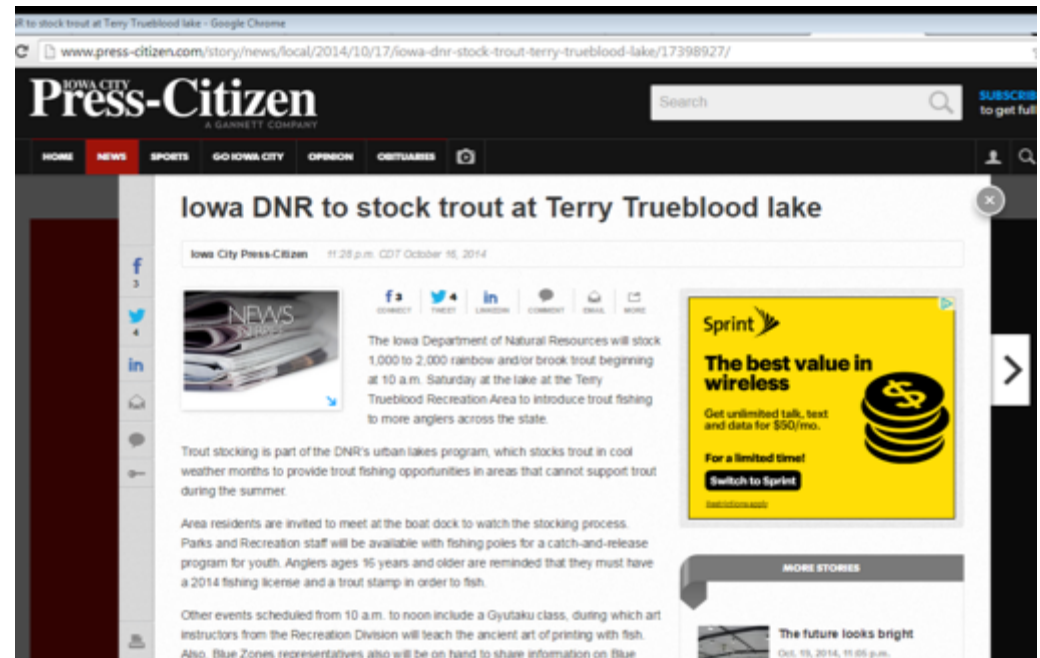 R to stock trout at Terry Trueblood lake - Google Chrome
www.press-citizen.com/story/news/local/2014/10/17/iowa-dnr-stock-trout-terry-trueblood-lake/17398927/
IOWA CITY
Press-Citizen
A GANNETT COMPANY
Search
SUBSCRIB
to get full
HOME NEWS SPORTS GO IOWA CITY OPINION OBITUARIES
Iowa DNR to stock trout at Terry Trueblood lake
Iowa City Press-Citizen 11:28 p.m. CDT October 16, 2014
3
4
NEWS
IN BRIEF
3 CONNECT 4 TWEET LINKEDIN COMMENT EMAIL MORE
The Iowa Department of Natural Resources will stock
1,000 to 2,000 rainbow and/or brook trout beginning
at 10 a.m. Saturday at the lake at the Terry
Trueblood Recreation Area to introduce trout fishing
to more anglers across the state.
Trout stocking is part of the DNR's urban lakes program, which stocks trout in cool
weather months to provide trout fishing opportunities in areas that cannot support trout
during the summer.
Area residents are invited to meet at the boat dock to watch the stocking process.
Parks and Recreation staff will be available with fishing poles for a catch-and-release
program for youth. Anglers ages 16 years and older are reminded that they must have
a 2014 fishing license and a trout stamp in order to fish.
Other events scheduled from 10 a.m. to noon include a Gyutaku class, during which art
instructors from the Recreation Division will teach the ancient art of printing with fish.
Also, Blue Zones representatives also will be on hand to share information on Blue
Sprint
The best value in
wireless
Get unlimited talk, text
and data for $50/mo.
For a limited time!
Switch to Sprint
Restrictions apply
MORE STORIES
The future looks bright
Oct. 19, 2014, 11:05 p.m.